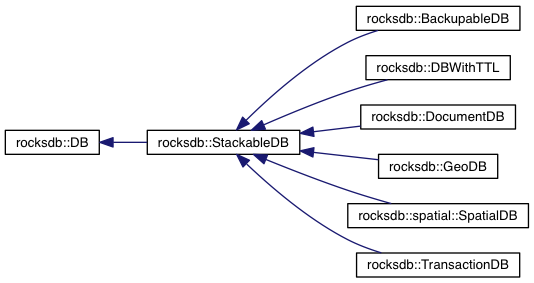 rocksdb::BackupableDB
rocksdb::DBWithTTL
rocksdb::DocumentDB
rocksdb::DB
rocksdb::StackableDB
rocksdb::GeoDB
rocksdb::spatial::SpatialDB
rocksdb::TransactionDB